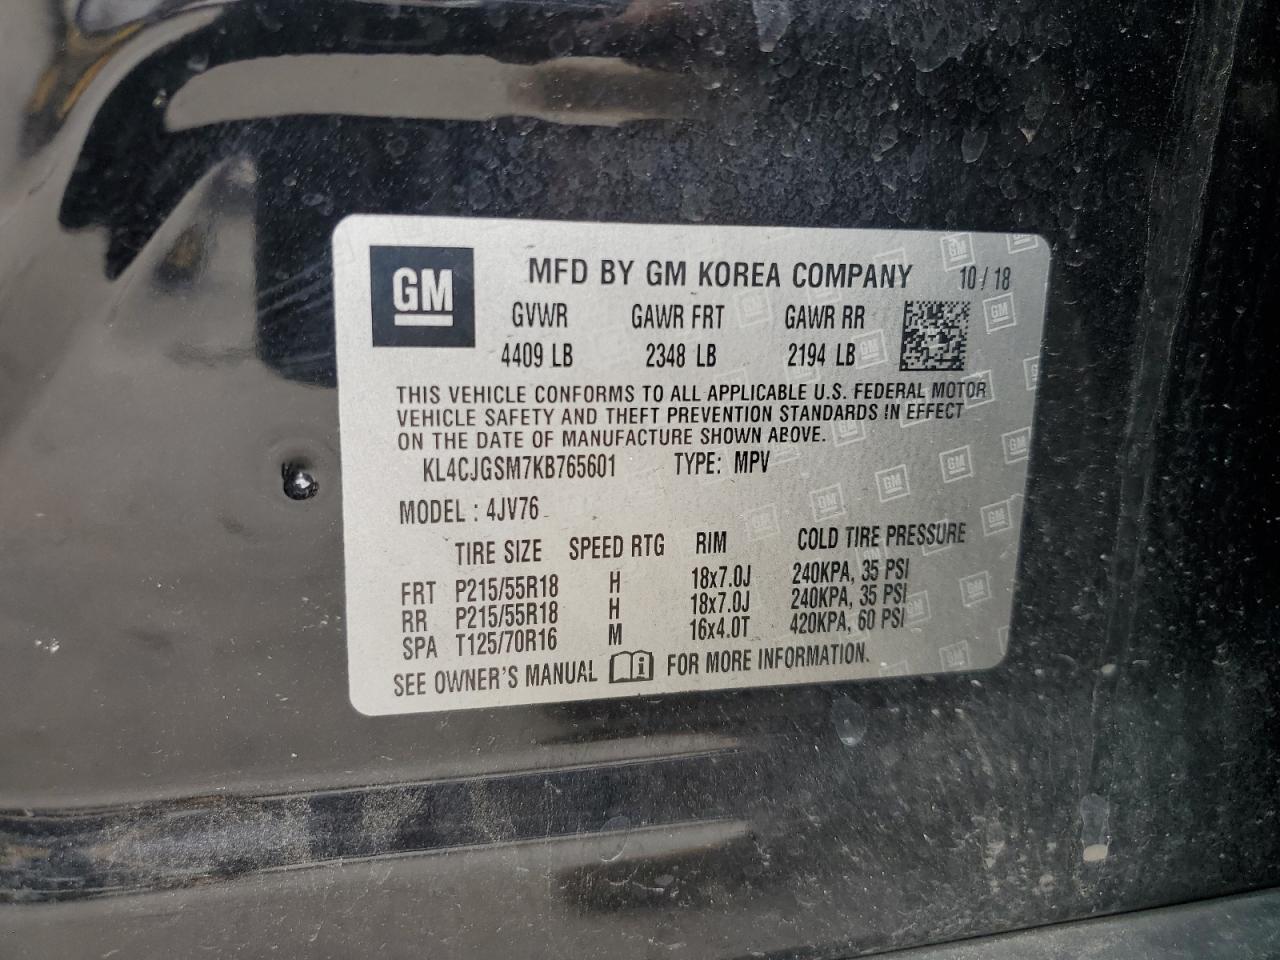 GM
MFD BY GM KOREA COMPANY 10 / 18
GVWR GAWR FRT GAWR RR
4409 LB 2348 LB 2194 LB
THIS VEHICLE CONFORMS TO ALL APPLICABLE U.S. FEDERAL MOTOR
VEHICLE SAFETY AND THEFT PREVENTION STANDARDS IN EFFECT
ON THE DATE OF MANUFACTURE SHOWN ABOVE.
KL4CJGSM7KB765601 TYPE: MPV
MODEL : 4JV76
TIRE SIZE SPEED RTG RIM COLD TIRE PRESSURE
FRT P215/55R18 H 18x7.0J 240KPA, 35 PSI
RR P215/55R18 H 18x7.0J 240KPA, 35 PSI
SPA T125/70R16 M 16x4.0T 420KPA, 60 PSI
SEE OWNER'S MANUAL FOR MORE INFORMATION.